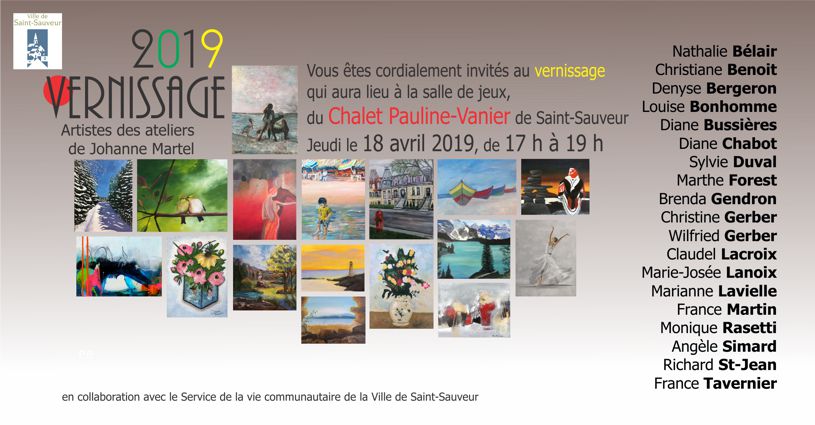 Ville de
Saint-Sauveur
2019
VERNISSAGE
Artistes des ateliers
de Johanne Martel
Vous êtes cordialement invités au vernissage
qui aura lieu à la salle de jeux,
du Chalet Pauline-Vanier de Saint-Sauveur
Jeudi le 18 avril 2019, de 17 h à 19 h
Nathalie Bélair
Christiane Benoit
Denyse Bergeron
Louise Bonhomme
Diane Bussières
Diane Chabot
Sylvie Duval
Marthe Forest
Brenda Gendron
Christine Gerber
Wilfried Gerber
Claudel Lacroix
Marie-Josée Lanoix
Marianne Lavielle
France Martin
Monique Rasetti
Angèle Simard
Richard St-Jean
France Tavernier
en collaboration avec le Service de la vie communautaire de la Ville de Saint-Sauveur